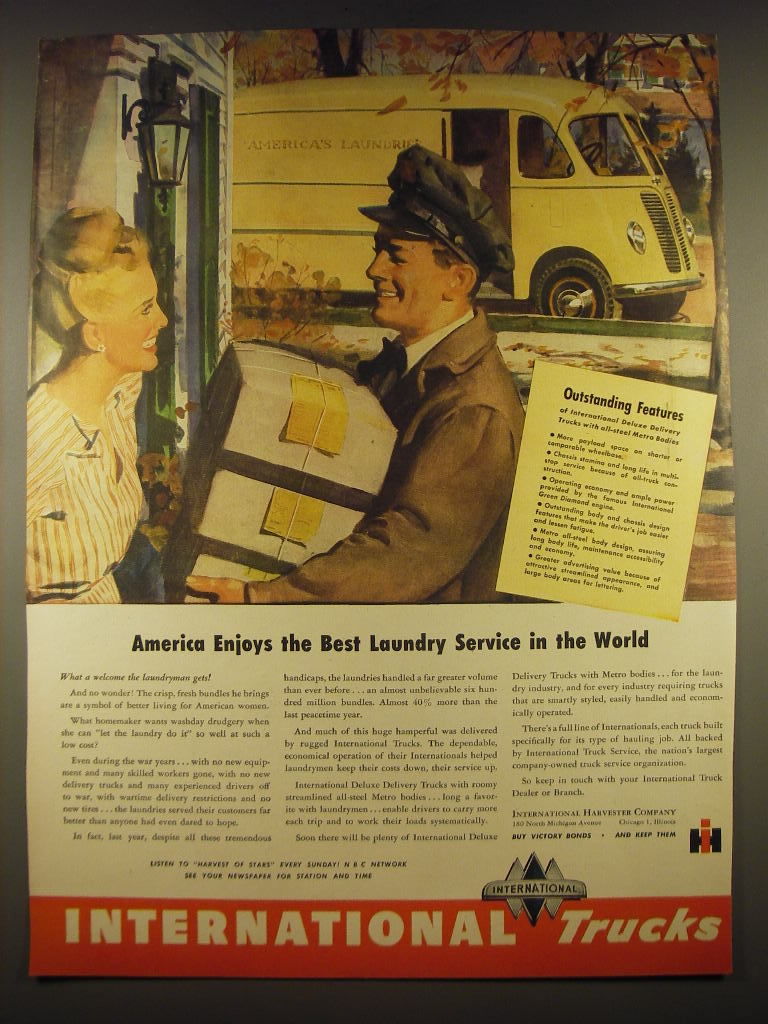 AMERICA'S LAUNDRIE
Outstanding Features
of International Deluxe Delivery
Trucks with all-steel Metro Bodies
● More payload space on shorter or
comparable wheelbase.
● Chassis stamina and long life in multi-
stop service because of all-truck con-
struction.
● Operating economy and ample power
provided by the famous International
Green Diamond engine.
● Outstanding body and chassis design
features that make the driver's job easier
and lessen fatigue.
● Metro all-steel body design, assuring
long body life, maintenance accessibility
and economy.
● Greater advertising value because of
attractive streamlined appearance, and
large body areas for lettering.
America Enjoys the Best Laundry Service in the World
What a welcome the laundryman gets!
And no wonder! The crisp, fresh bundles he brings
are a symbol of better living for American women.
What homemaker wants washday drudgery when
she can "let the laundry do it" so well at such a
low cost?
Even during the war years . . . with no new equip-
ment and many skilled workers gone, with no new
delivery trucks and many experienced drivers off
to war, with wartime delivery restrictions and no
new tires . . . the laundries served their customers far
better than anyone had even dared to hope.
In fact, last year, despite all these tremendous
handicaps, the laundries handled a far greater volume
than ever before . . . an almost unbelievable six hun-
dred million bundles. Almost 40% more than the
last peacetime year.
And much of this huge hamperful was delivered
by rugged International Trucks. The dependable,
economical operation of their Internationals helped
laundrymen keep their costs down, their service up.
International Deluxe Delivery Trucks with roomy
streamlined all-steel Metro bodies . . . long a favor-
ite with laundrymen . . . enable drivers to carry more
each trip and to work their loads systematically.
Soon there will be plenty of International Deluxe
Delivery Trucks with Metro bodies . . . for the laun-
dry industry, and for every industry requiring trucks
that are smartly styled, easily handled and econom-
ically operated.
There's a full line of Internationals, each truck built
specifically for its type of hauling job. All backed
by International Truck Service, the nation's largest
company-owned truck service organization.
So keep in touch with your International Truck
Dealer or Branch.
INTERNATIONAL HARVESTER COMPANY
180 North Michigan Avenue Chicago 1, Illinois
BUY VICTORY BONDS • AND KEEP THEM
LISTEN TO "HARVEST OF STARS" EVERY SUNDAY! N B C NETWORK
SEE YOUR NEWSPAPER FOR STATION AND TIME
INTERNATIONAL
INTERNATIONAL Trucks